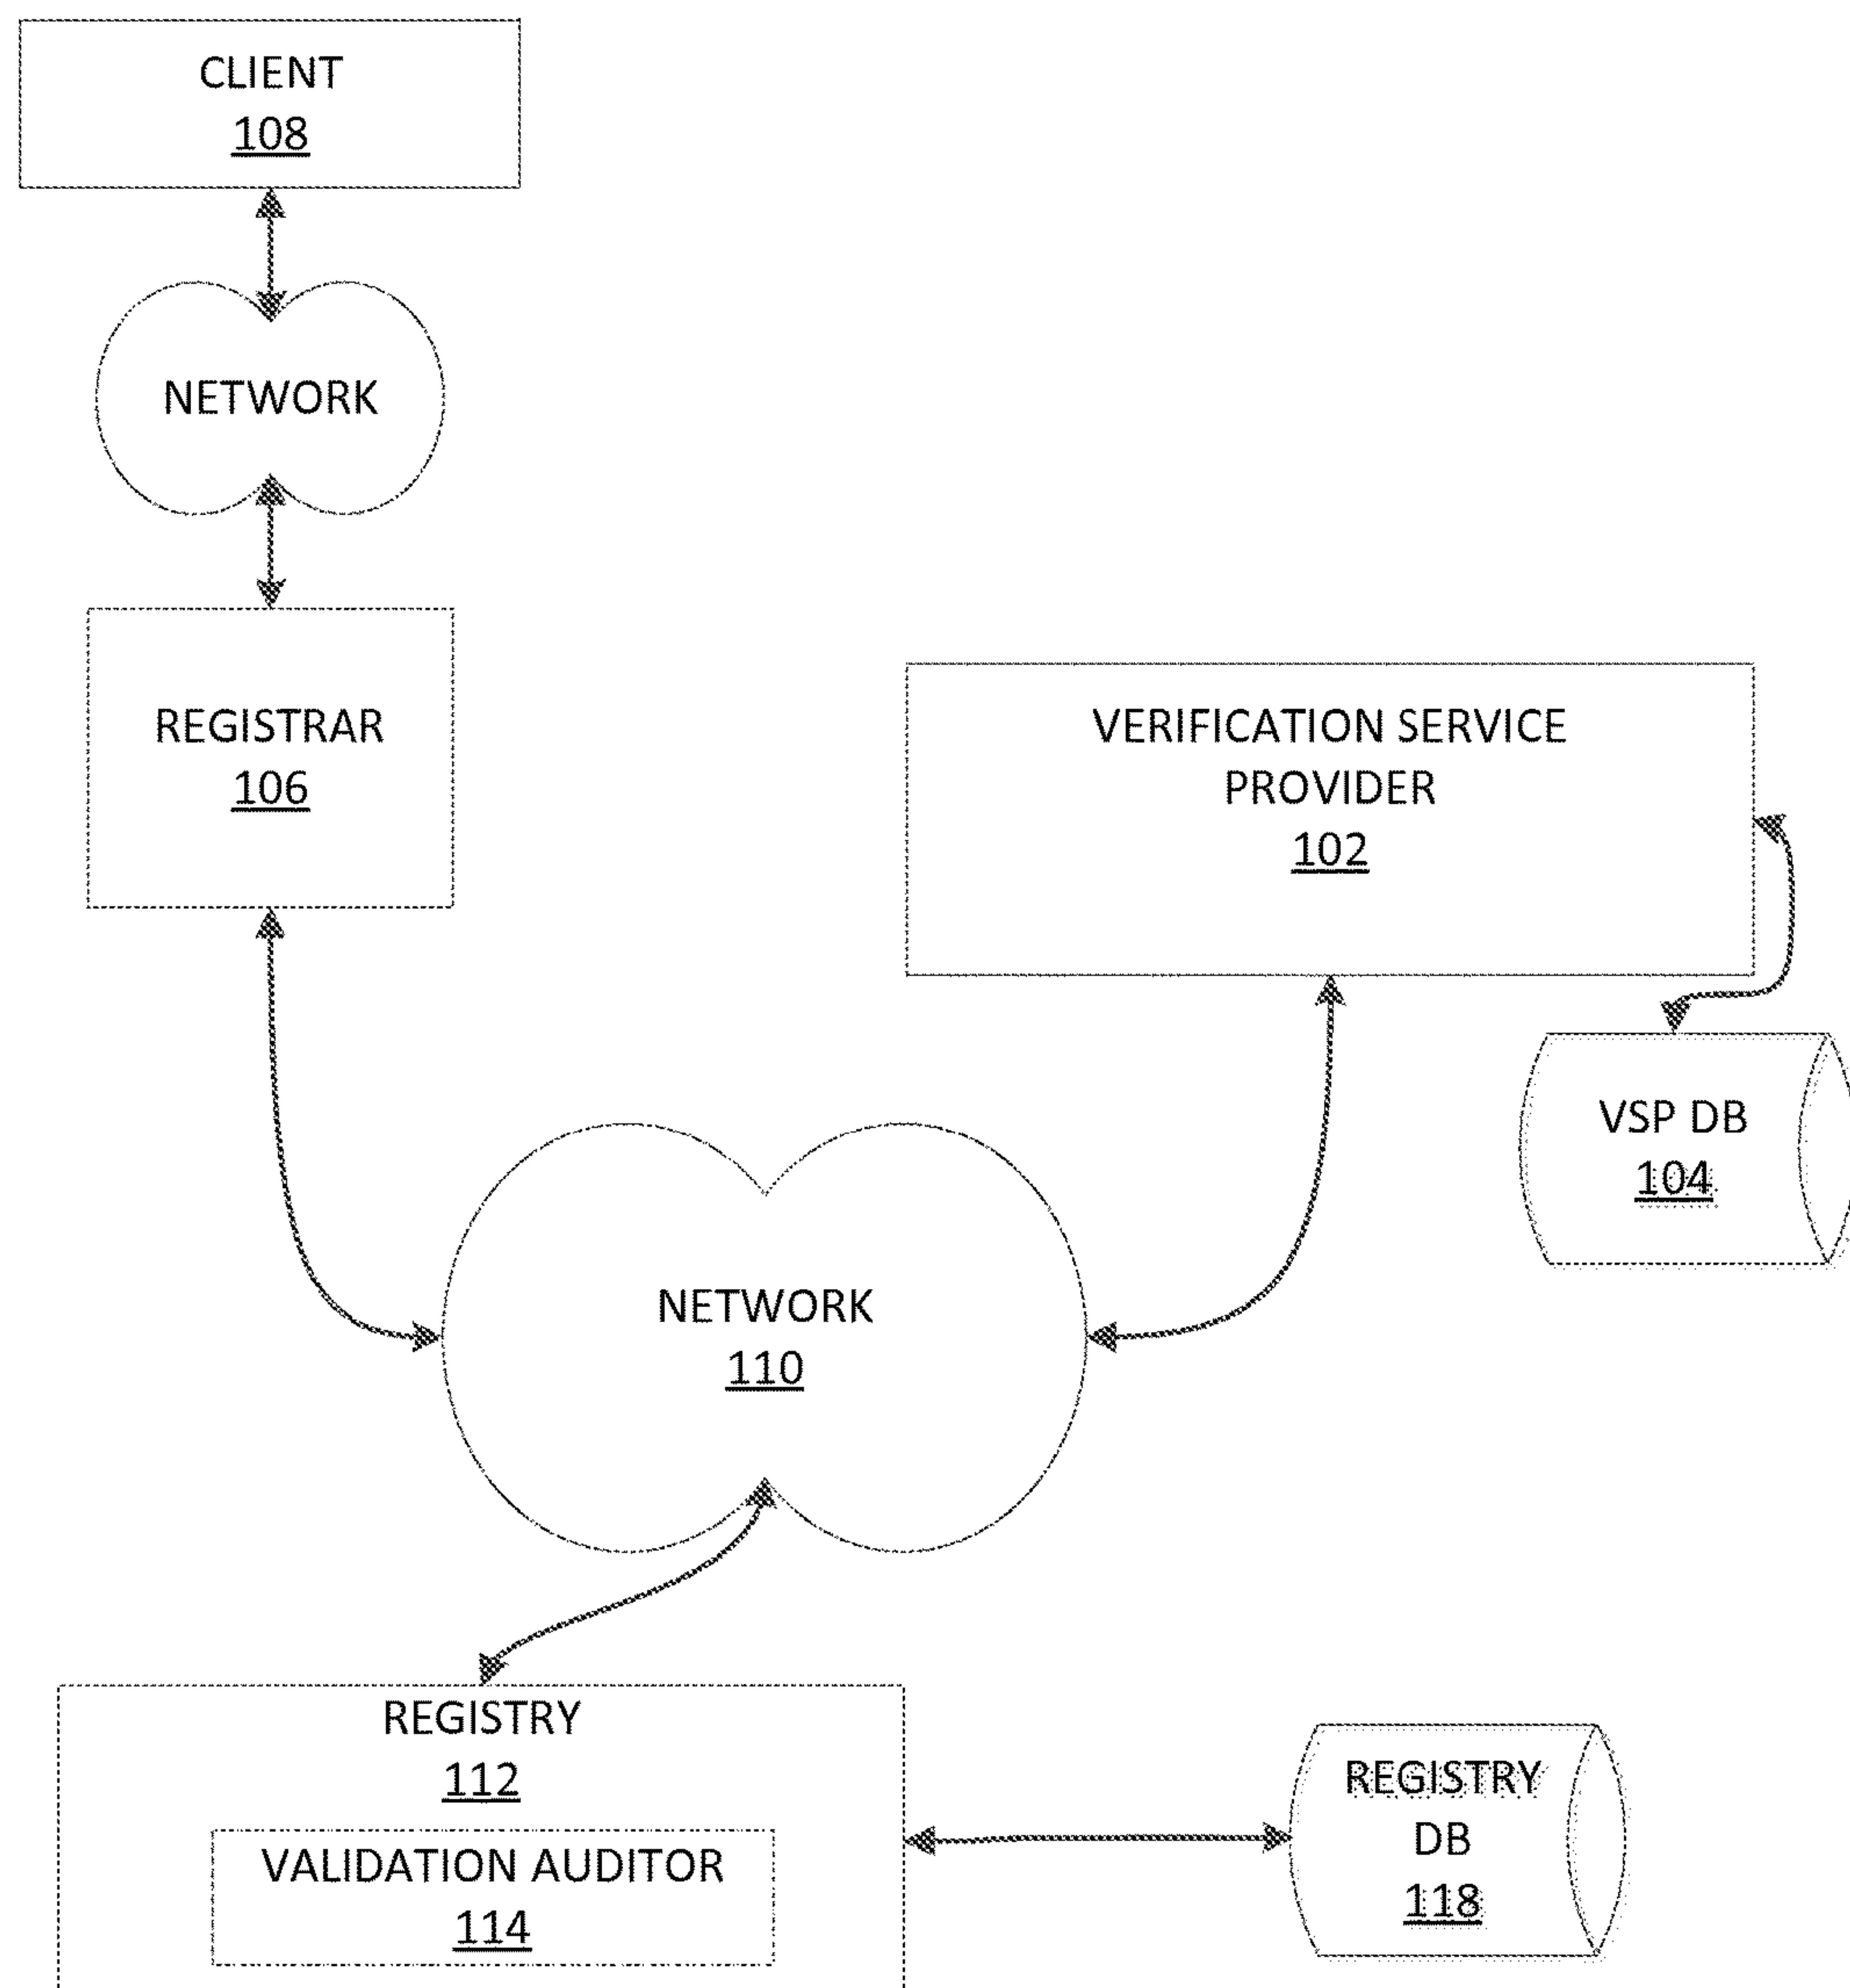 CLIENT
108
NETWORK
REGISTRAR
106
VERIFICATION SERVICE
PROVIDER
102
VSP DB
104
NETWORK
110
REGISTRY
112
VALIDATION AUDITOR
114
REGISTRY
DB
118